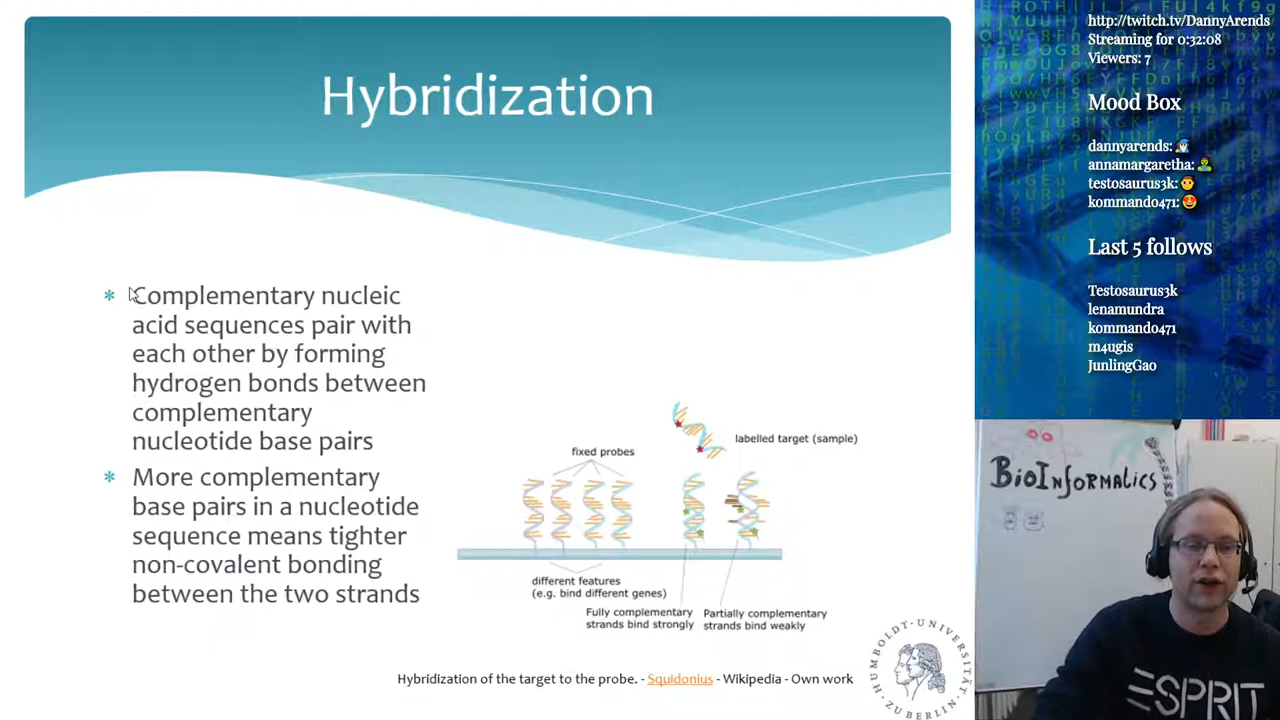 Hybridization
* Complementary nucleic
acid sequences pair with
each other by forming
hydrogen bonds between
complementary
nucleotide base pairs
* More complementary
base pairs in a nucleotide
sequence means tighter
non-covalent bonding
between the two strands
labelled target (sample)
fixed probes
different features
(e.g. bind different genes)
Fully complementary
strands bind strongly
Partially complementary
strands bind weakly
Hybridization of the target to the probe. - Squidonius - Wikipedia - Own work
HUMBOLDT-UNIVERSITÄT
ZU BERLIN
http://twitch.tv/DannyArends
Streaming for 0:32:08
Viewers: 7
Mood Box
dannyarends:
annamargaretha:
testosaurus3k:
kommando471:
Last 5 follows
Testosaurus3k
lenamundra
kommando471
m4ugis
JunlingGao
BioInformatics
ESPRIT